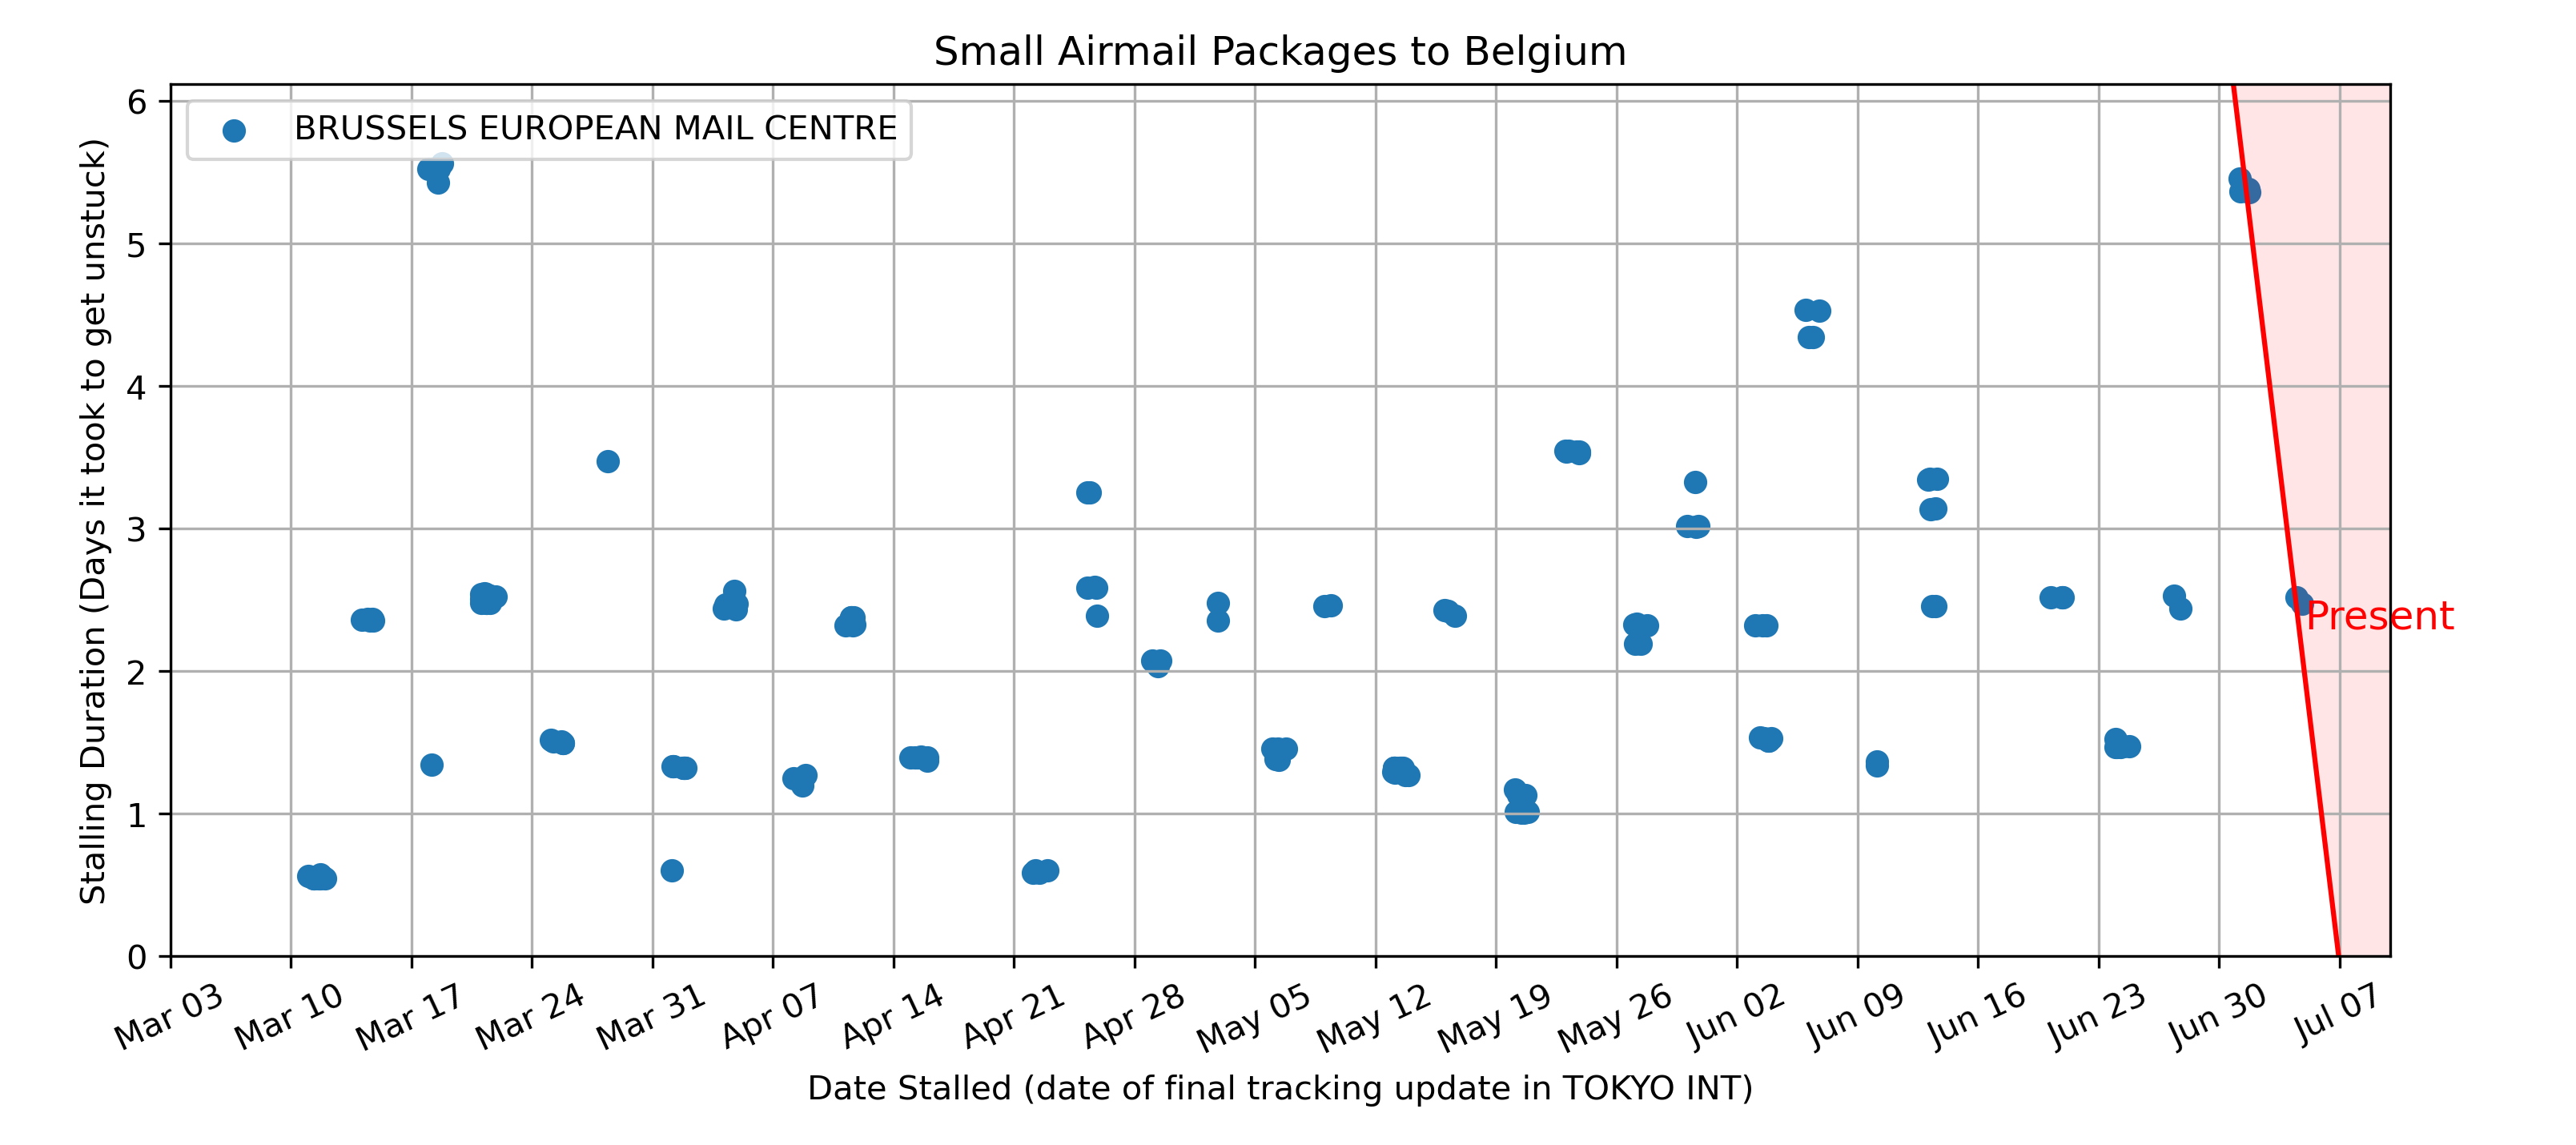 Small Airmail Packages to Belgium
BRUSSELS EUROPEAN MAIL CENTRE
Stalling Duration (Days it took to get unstuck)
6
5
4
3
2
1
0
Present
Mar 03
Mar 10
Mar 17
Mar 24
Mar 31
Apr 07
Apr 14
Apr 21
Apr 28
May 05
May 12
May 19
May 26
Jun 02
Jun 09
Jun 16
Jun 23
Jun 30
Jul 07
Date Stalled (date of final tracking update in TOKYO INT)